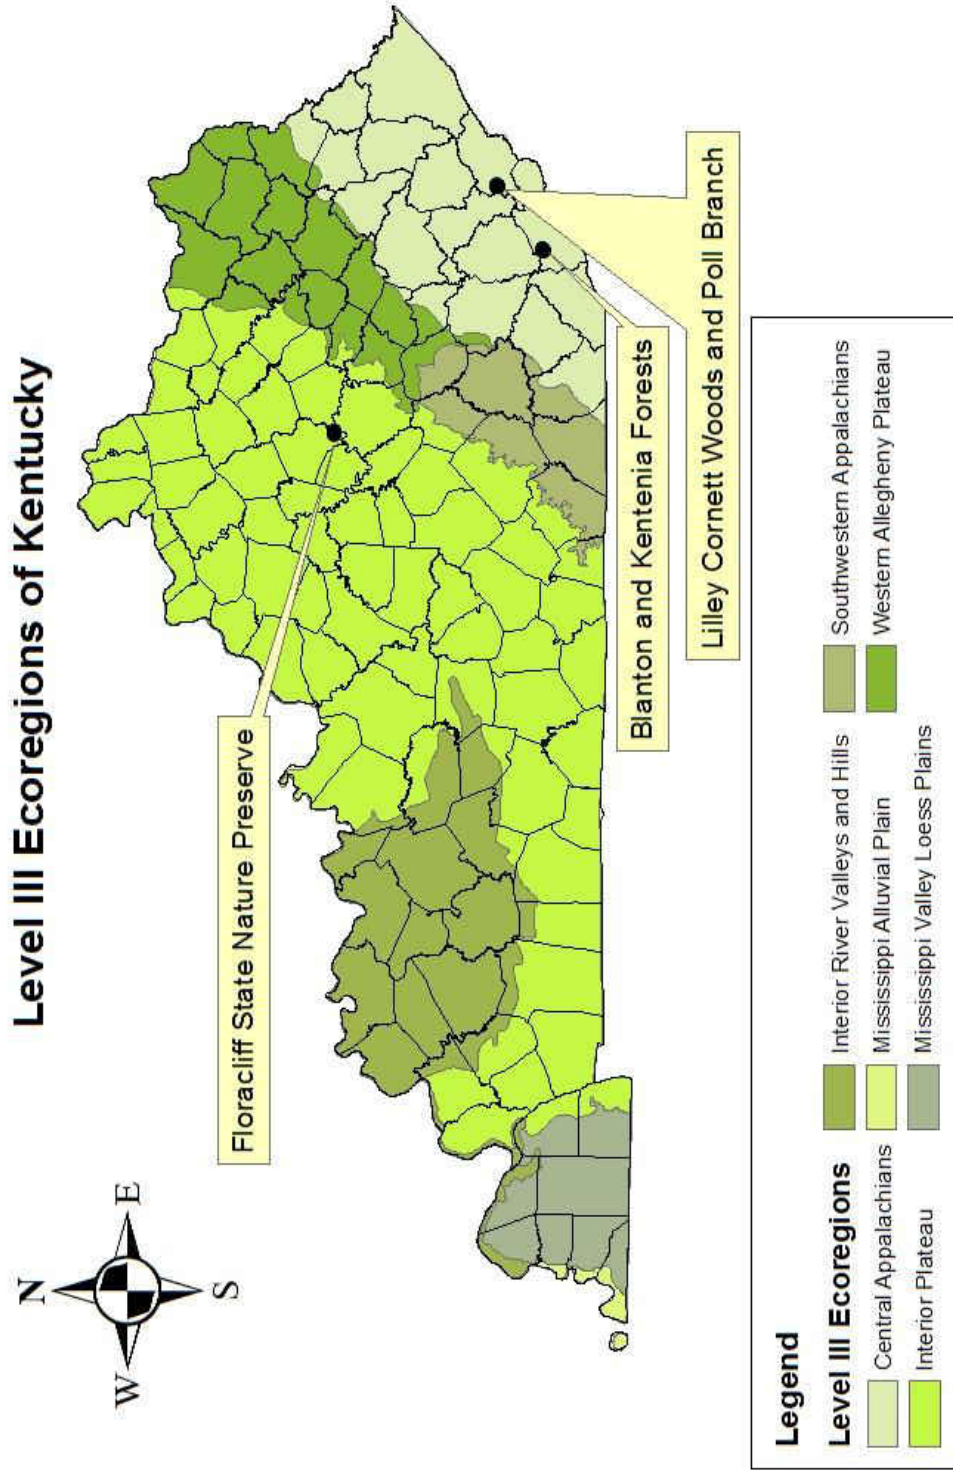 Level III Ecoregions of Kentucky
N
W
E
S
Floracliff State Nature Preserve
Blanton and Kentenia Forests
Lilley Cornett Woods and Poll Branch
Legend
Level III Ecoregions
Central Appalachians
Interior Plateau
Interior River Valleys and Hills
Mississippi Alluvial Plain
Mississippi Valley Loess Plains
Southwestern Appalachians
Western Allegheny Plateau